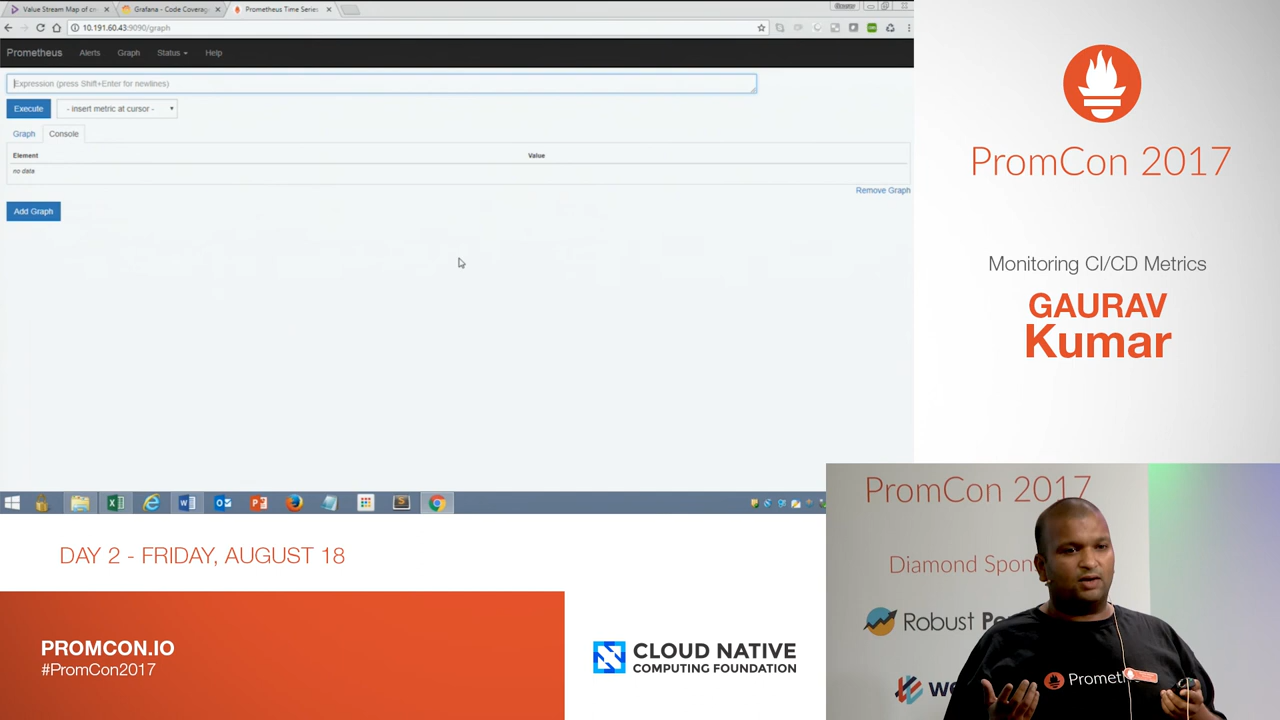 Value Stream Map of
Grafana - Code Coverag
Prometheus Time Series
10.191.60.43:9090/graph
Prometheus Alerts Graph Status Help
Expression (press Shift+Enter for newlines)
Execute - insert metric at cursor -
Graph Console
Element Value
no data
Remove Graph
Add Graph
PromCon 2017
Monitoring CI/CD Metrics
GAURAV
Kumar
DAY 2 - FRIDAY, AUGUST 18
PROMCON.IO
#PromCon2017
CLOUD NATIVE
COMPUTING FOUNDATION
PromCon 2017
Diamond Spon
Robust Pe
We
Prometh